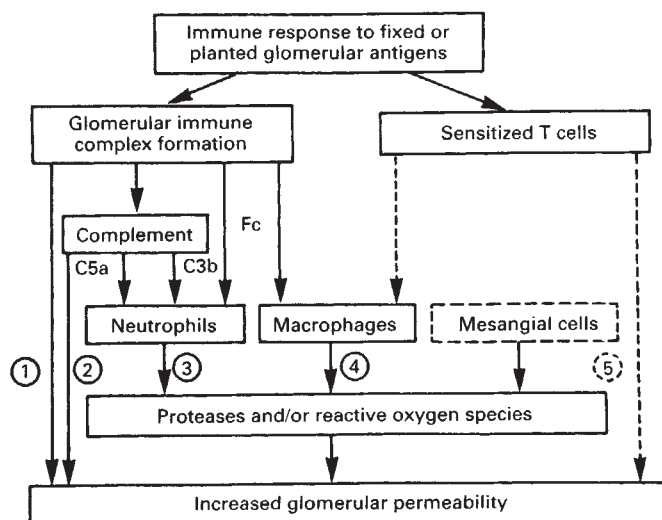 Immune response to fixed or
planted glomerular antigens
Glomerular immune
complex formation
Sensitized T cells
Fc
Complement
C5a
C3b
Neutrophils
Macrophages
Mesangial cells
1
2
3
4
5
Proteases and/or reactive oxygen species
Increased glomerular permeability